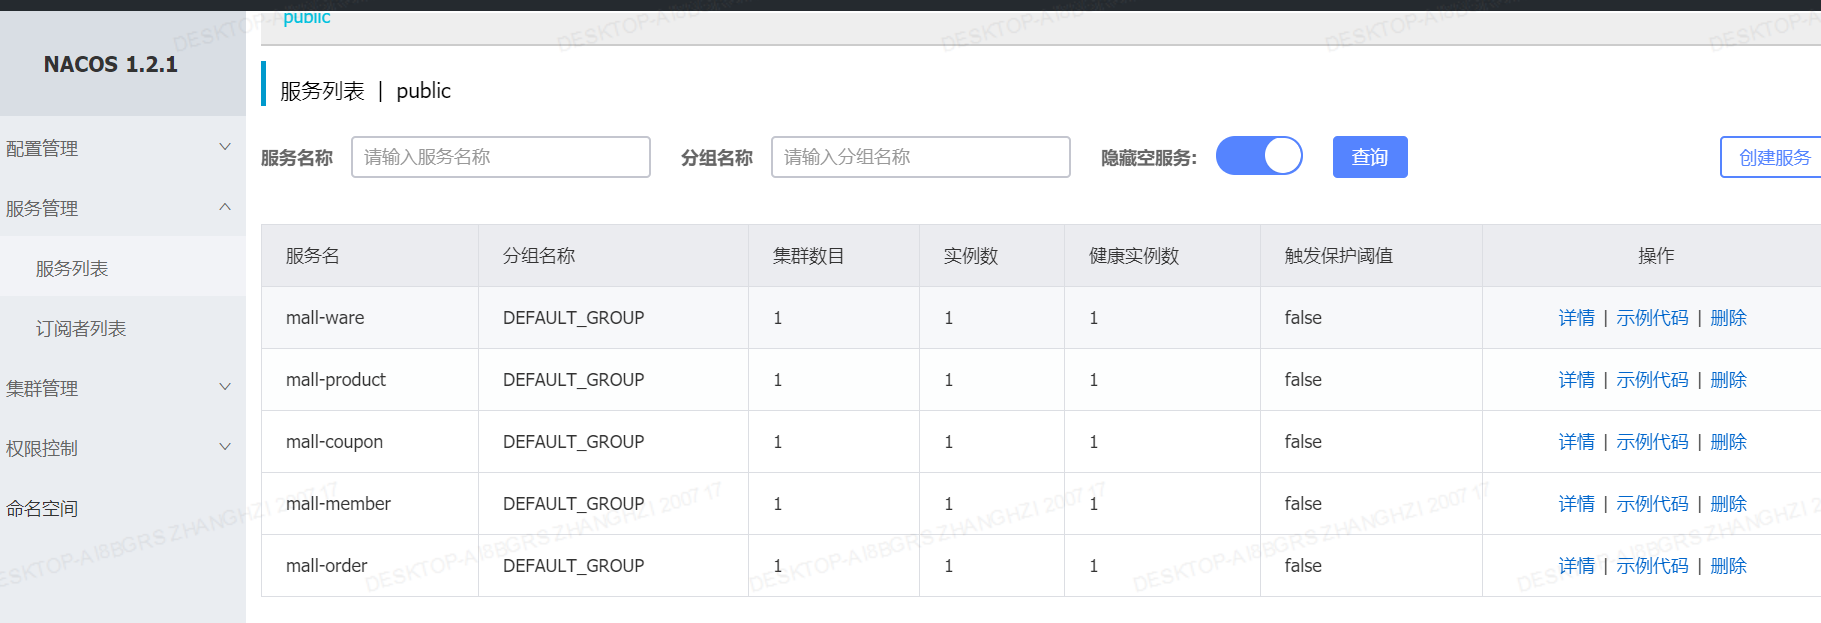 public
NACOS 1.2.1
配置管理
服务管理
服务列表
订阅者列表
集群管理
权限控制
命名空间
服务列表 | public
服务名称 请输入服务名称 分组名称 请输入分组名称 隐藏空服务: 查询 创建服务
服务名 分组名称 集群数目 实例数 健康实例数 触发保护阈值 操作
mall-ware DEFAULT_GROUP 1 1 1 false 详情 | 示例代码 | 删除
mall-product DEFAULT_GROUP 1 1 1 false 详情 | 示例代码 | 删除
mall-coupon DEFAULT_GROUP 1 1 1 false 详情 | 示例代码 | 删除
mall-member DEFAULT_GROUP 1 1 1 false 详情 | 示例代码 | 删除
mall-order DEFAULT_GROUP 1 1 1 false 详情 | 示例代码 | 删除